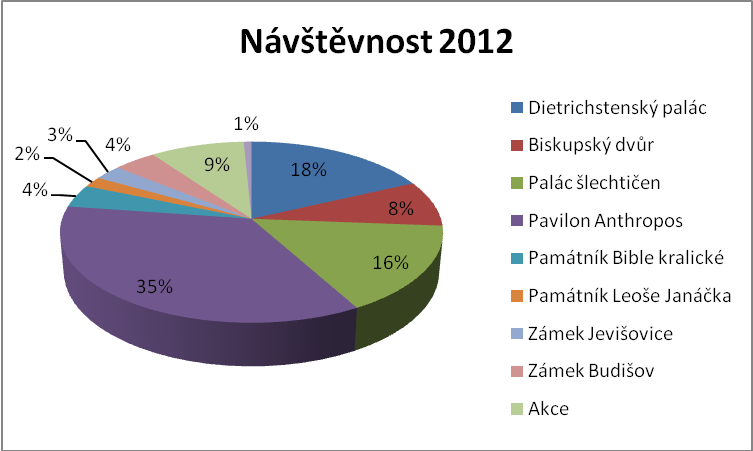 Návštěvnost 2012
1%
3%
4%
2%
9%
18%
4%
8%
16%
35%
Dietrichstenský palác
Biskupský dvůr
Palác šlechtičen
Pavilon Anthropos
Památník Bible kralické
Památník Leoše Janáčka
Zámek Jevišovice
Zámek Budišov
Akce